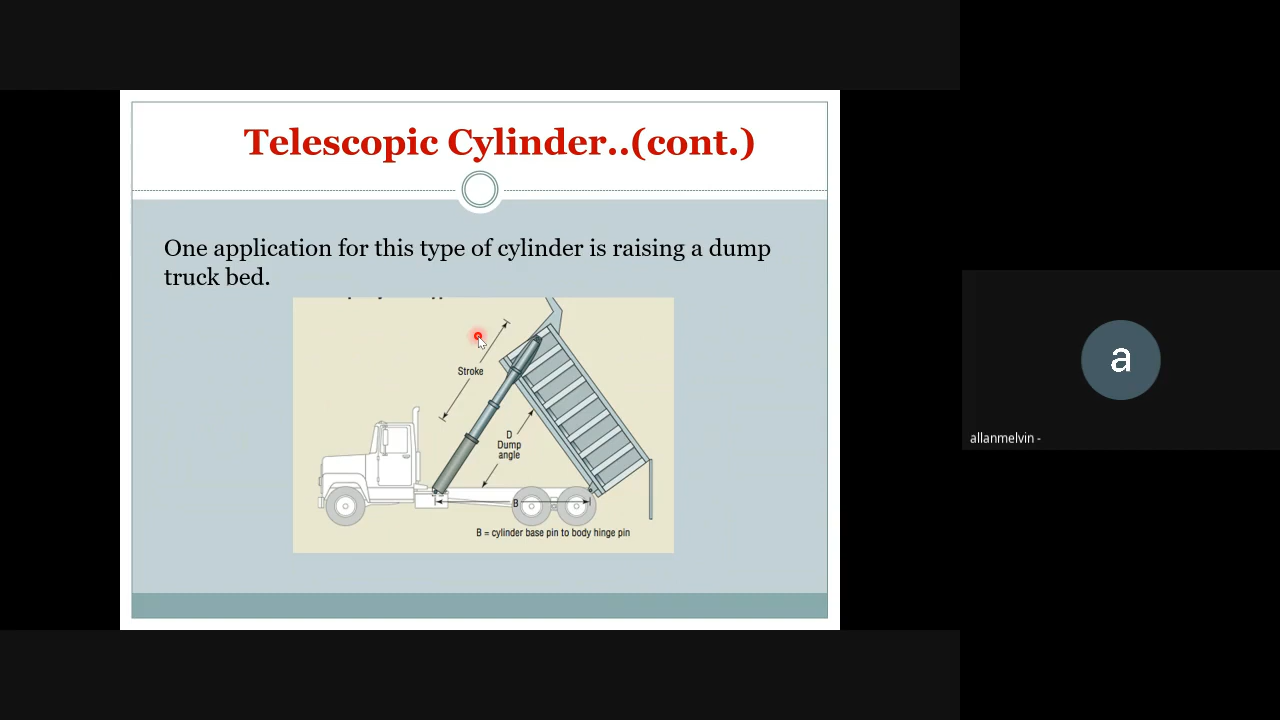 Telescopic Cylinder..(cont.)
One application for this type of cylinder is raising a dump
truck bed.
Stroke
D
Dump
angle
B
B = cylinder base pin to body hinge pin
a
allanmelvin -